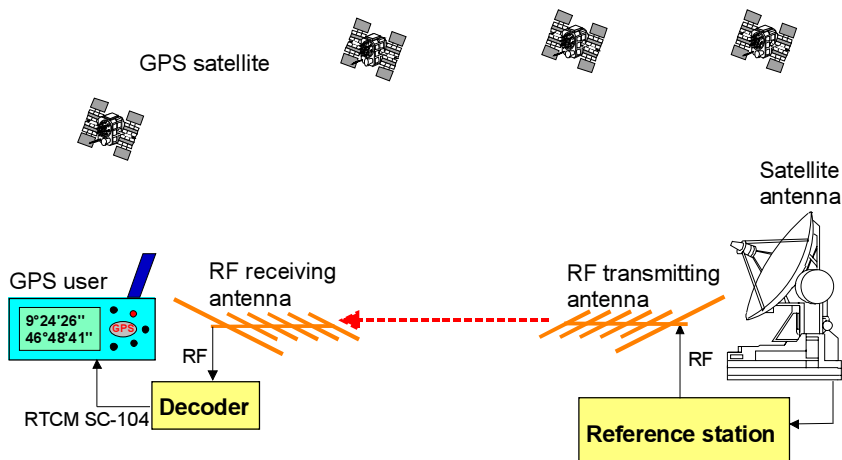 GPS satellite
Satellite
antenna
GPS user
RF receiving
antenna
RF transmitting
antenna
9°24'26''
46°48'41''
GPS
RF
RF
RTCM SC-104
Decoder
Reference station